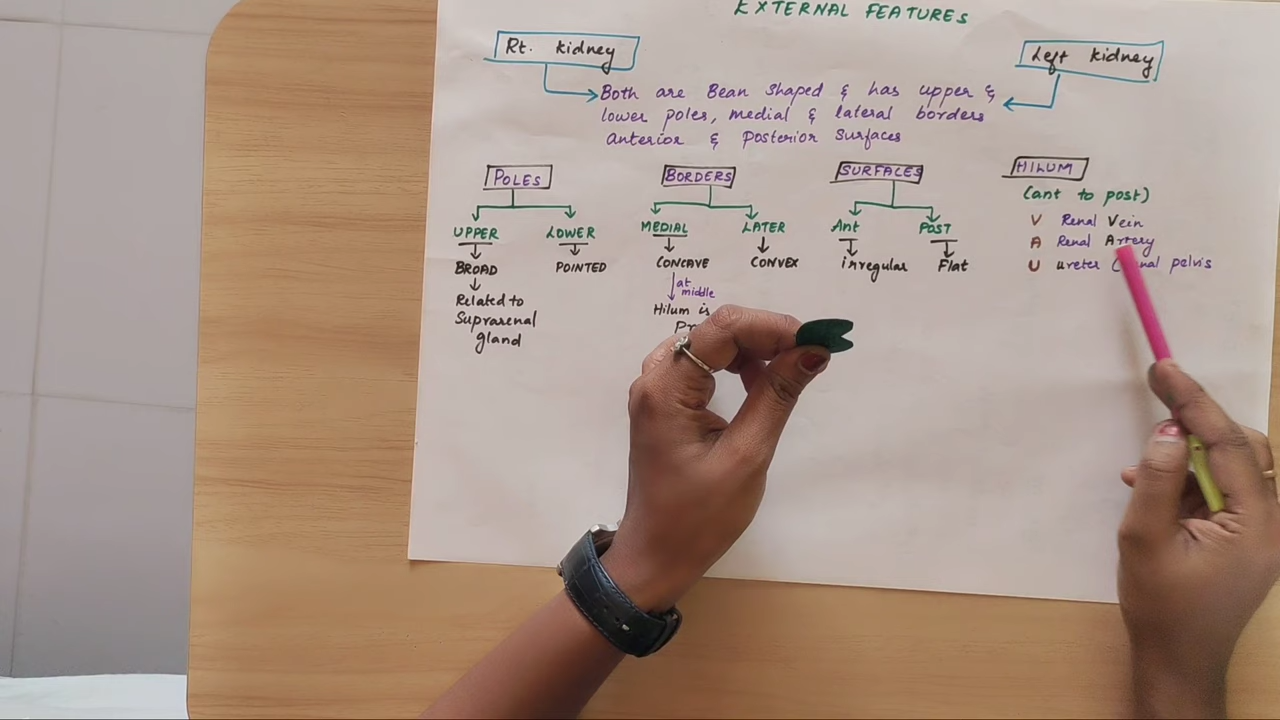 EXTERNAL FEATURES
Rt. Kidney
Left kidney
Both are Bean Shaped & has upper &
lower poles, medial & lateral borders
anterior & Posterior Surfaces
POLES
UPPER
LOWER
BROAD
POINTED
Related to
Suprarenal
gland
BORDERS
MEDIAL
LATER
CONCAVE
CONVEX
at
middle
Hilum is
SURFACES
Ant
POST
irregular
Flat
HILUM
(ant to post)
V Renal Vein
A Renal Artery
U ureter pelvis